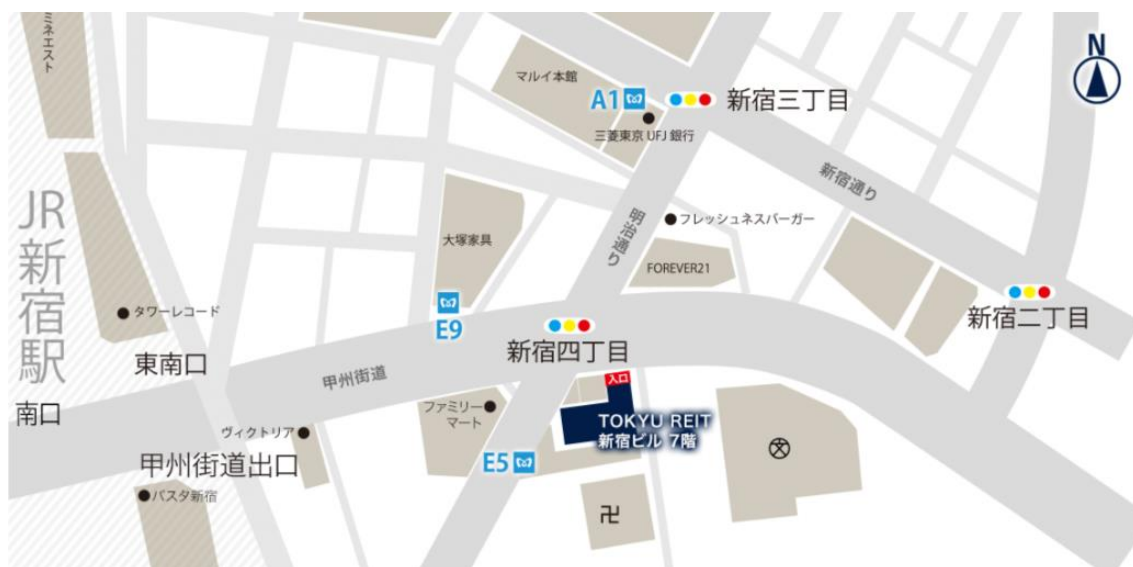 ミネエスト
N
マルイ本館
A1
新宿三丁目
三菱東京 UFJ 銀行
新宿通り
JR新宿駅
明治通り
フレッシュネスバーガー
大塚家具
FOREVER21
タワーレコード
E9
新宿二丁目
東南口
新宿四丁目
甲州街道
入口
南口
ファミリー
マート
TOKYU REIT
新宿ビル 7階
ヴィクトリア
甲州街道出口
E5
バスタ新宿
文
卍